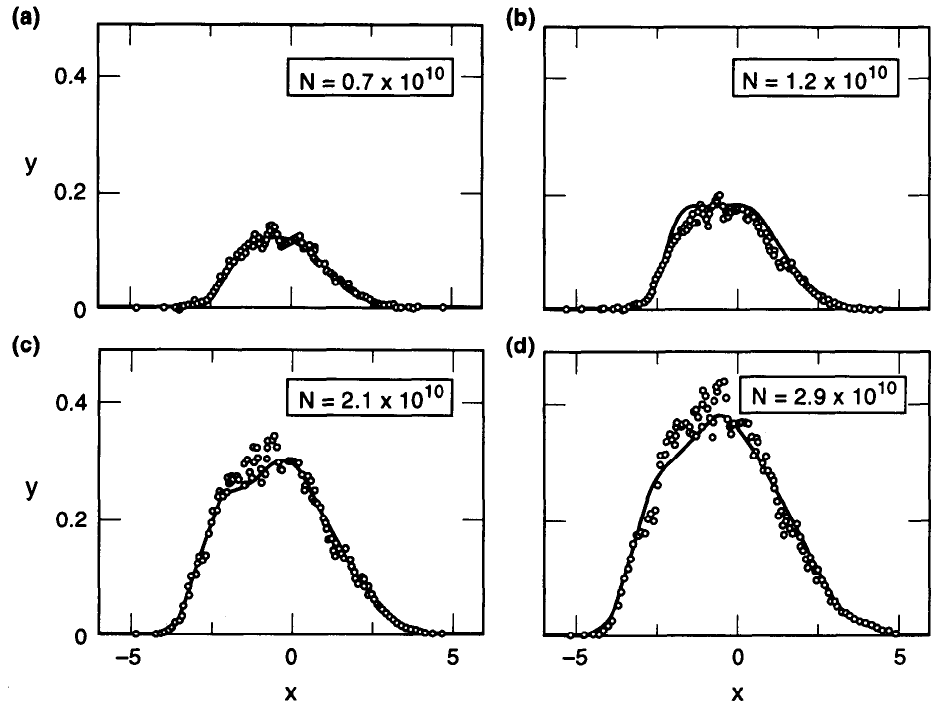 (a)
N = 0.7 x 10^10
0.4
y
0.2
0
(b)
N = 1.2 x 10^10
(c)
N = 2.1 x 10^10
0.4
y
0.2
0
−5 0 5
x
(d)
N = 2.9 x 10^10
−5 0 5
x